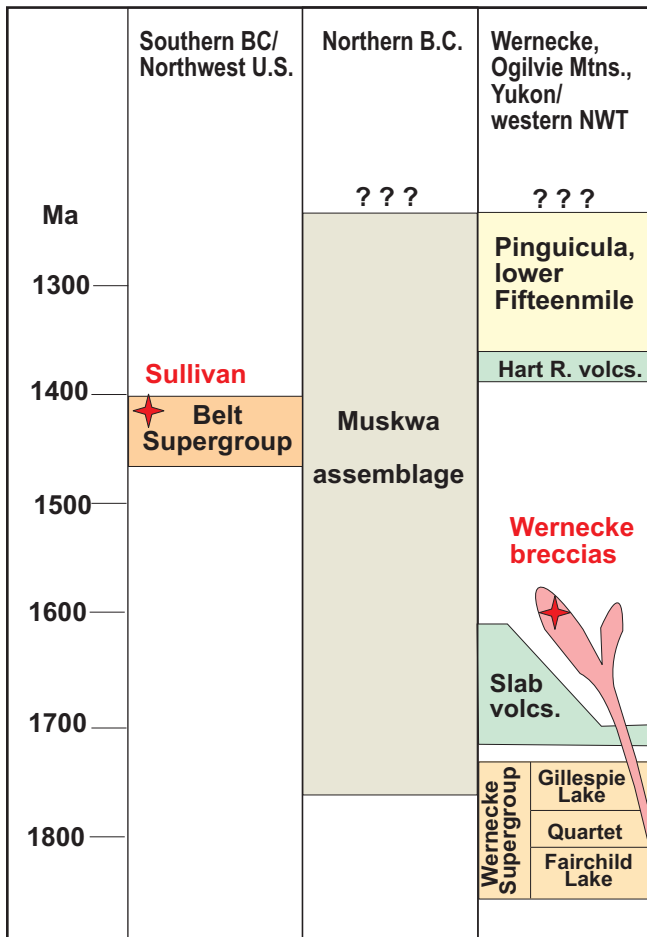 Southern BC/
Northwest U.S.
Northern B.C.
Wernecke,
Ogilvie Mtns.,
Yukon/
western NWT
? ? ?
? ? ?
Ma
1300
1400
1500
1600
1700
1800
Sullivan
Belt
Supergroup
Muskwa
assemblage
Pinguicula,
lower
Fifteenmile
Hart R. volcs.
Wernecke
breccias
Slab
volcs.
Wernecke
Supergroup
Gillespie
Lake
Quartet
Fairchild
Lake